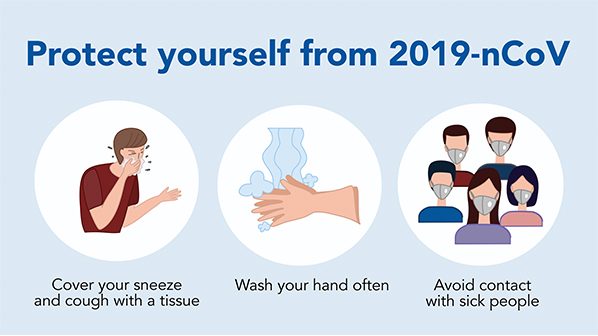 Protect yourself from 2019-nCoV
Cover your sneeze
and cough with a tissue
Wash your hand often
Avoid contact
with sick people